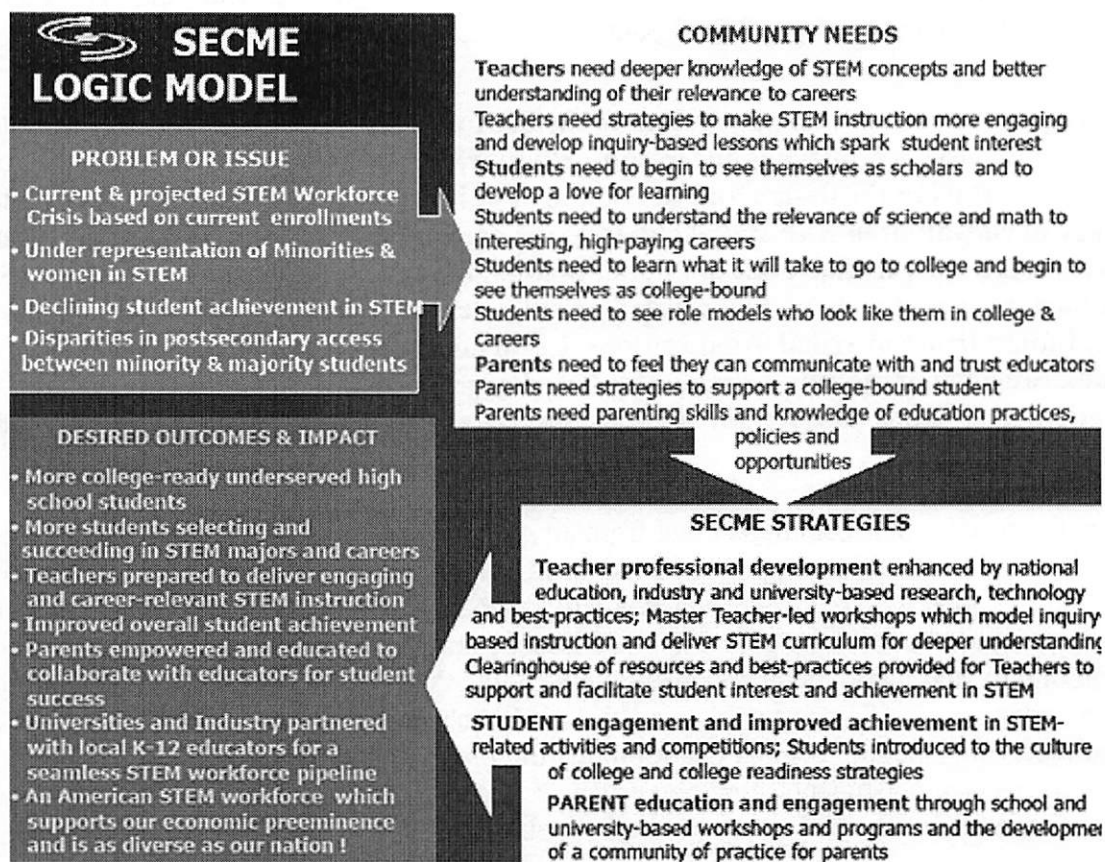 SECME
LOGIC MODEL
PROBLEM OR ISSUE
• Current & projected STEM Workforce
Crisis based on current enrollments
• Under representation of Minorities &
women in STEM
• Declining student achievement in STEM
• Disparities in postsecondary access
between minority & majority students
COMMUNITY NEEDS
Teachers need deeper knowledge of STEM concepts and better
understanding of their relevance to careers
Teachers need strategies to make STEM instruction more engaging
and develop inquiry-based lessons which spark student interest
Students need to begin to see themselves as scholars and to
develop a love for learning
Students need to understand the relevance of science and math to
interesting, high-paying careers
Students need to learn what it will take to go to college and begin to
see themselves as college-bound
Students need to see role models who look like them in college &
careers
Parents need to feel they can communicate with and trust educators
Parents need strategies to support a college-bound student
Parents need parenting skills and knowledge of education practices,
policies and
opportunities
SECME STRATEGIES
Teacher professional development enhanced by national
education, industry and university-based research, technology
and best-practices; Master Teacher-led workshops which model inquiry-
based instruction and deliver STEM curriculum for deeper understanding
Clearinghouse of resources and best-practices provided for Teachers to
support and facilitate student interest and achievement in STEM
STUDENT engagement and improved achievement in STEM-
related activities and competitions; Students introduced to the culture
of college and college readiness strategies
PARENT education and engagement through school and
university-based workshops and programs and the developme
of a community of practice for parents
DESIRED OUTCOMES & IMPACT
• More college-ready underserved high
school students
• More students selecting and
succeeding in STEM majors and careers
• Teachers prepared to deliver engaging
and career-relevant STEM instruction
• Improved overall student achievement
• Parents empowered and educated to
collaborate with educators for student
success
• Universities and Industry partnered
with local K-12 educators for a
seamless STEM workforce pipeline
• An American STEM workforce which
supports our economic preeminence
and is as diverse as our nation !